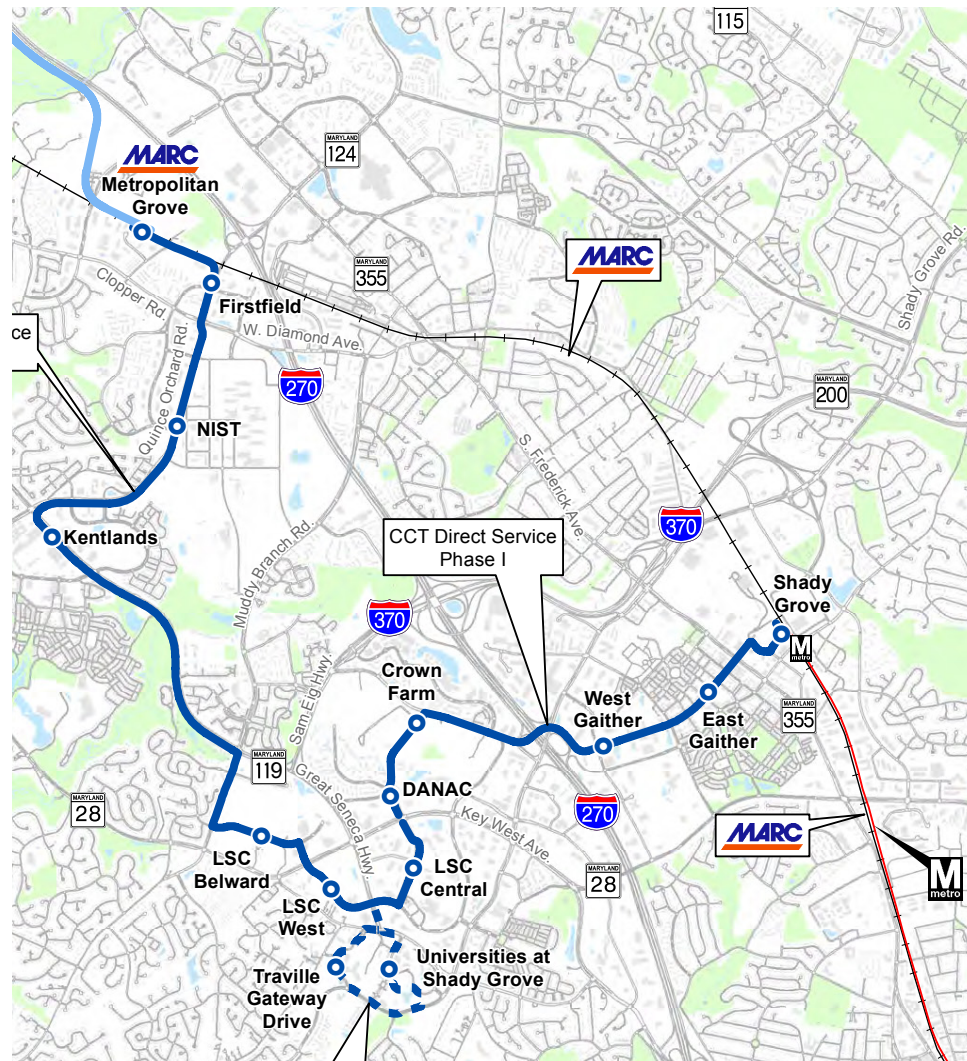 115
MARC
Metropolitan
Grove
MARYLAND
124
Shady Grove Rd.
MARC
MARYLAND
355
Clopper Rd.
Firstfield
W. Diamond Ave.
ce
270
MARYLAND
200
Quince Orchard Rd.
NIST
S. Frederick Ave.
370
Kentlands
CCT Direct Service
Phase I
Muddy Branch Rd.
Shady
Grove
370
M
metro
Crown
Farm
Sam Eig Hwy.
West
Gaither
East
Gaither
MARYLAND
355
MARYLAND
119
Great Seneca Hwy.
DANAC
MARYLAND
28
Key West Ave.
270
MARC
LSC
Belward
LSC
Central
MARYLAND
28
M
metro
LSC
West
Universities at
Shady Grove
Traville
Gateway
Drive